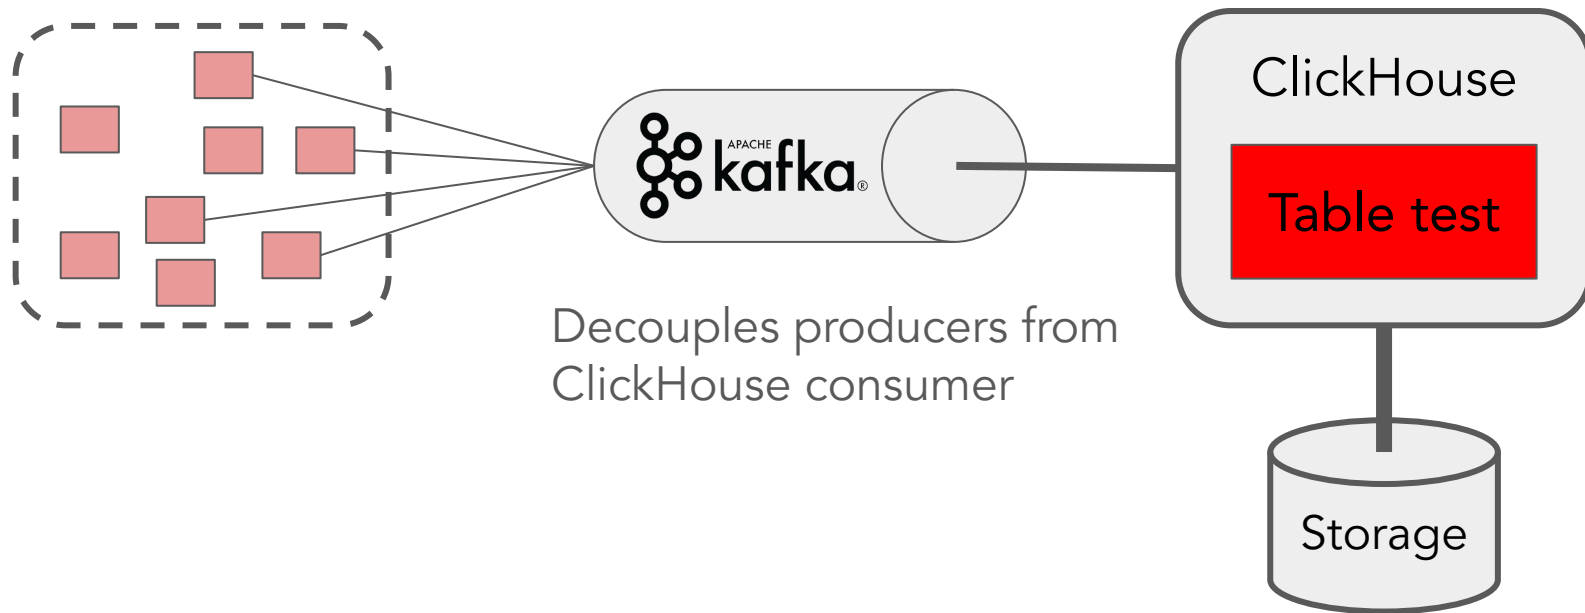 ClickHouse
APACHE
kafka®
Table test
Decouples producers from
ClickHouse consumer
Storage